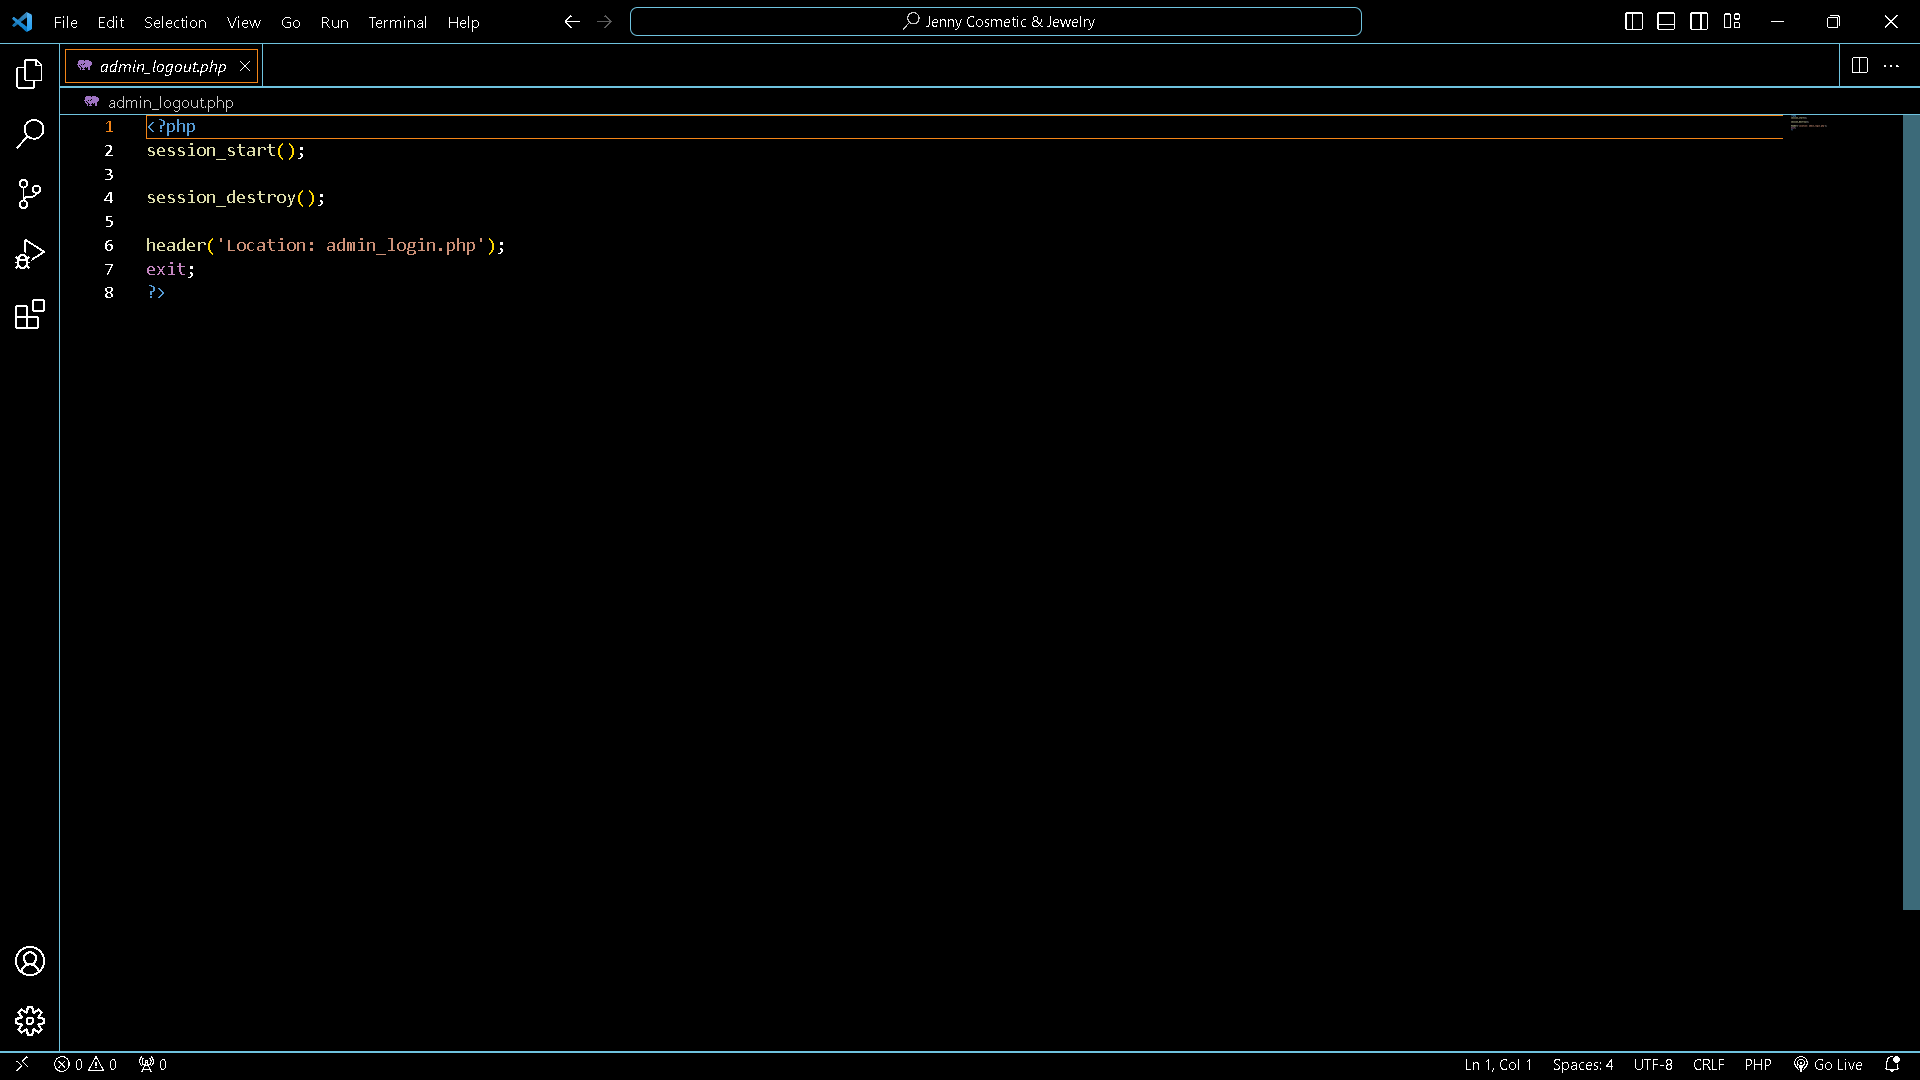 File Edit Selection View Go Run Terminal Help
Jenny Cosmetic & Jewelry
admin_logout.php
admin_logout.php
1 <?php
2 session_start();
3
4 session_destroy();
5
6 header('Location: admin_login.php');
7 exit;
8 ?>
0 0 0 Ln 1, Col 1 Spaces: 4 UTF-8 CRLF PHP Go Live